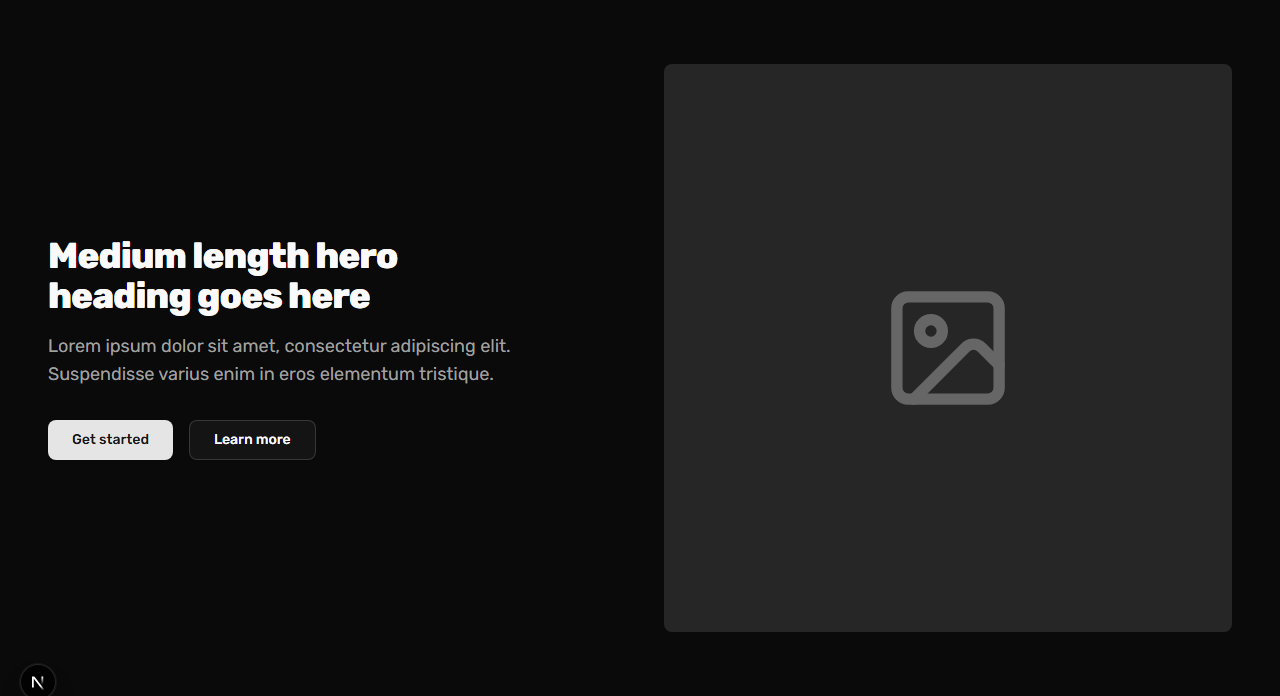 Medium length hero
heading goes here
Lorem ipsum dolor sit amet, consectetur adipiscing elit.
Suspendisse varius enim in eros elementum tristique.
Get started
Learn more
N